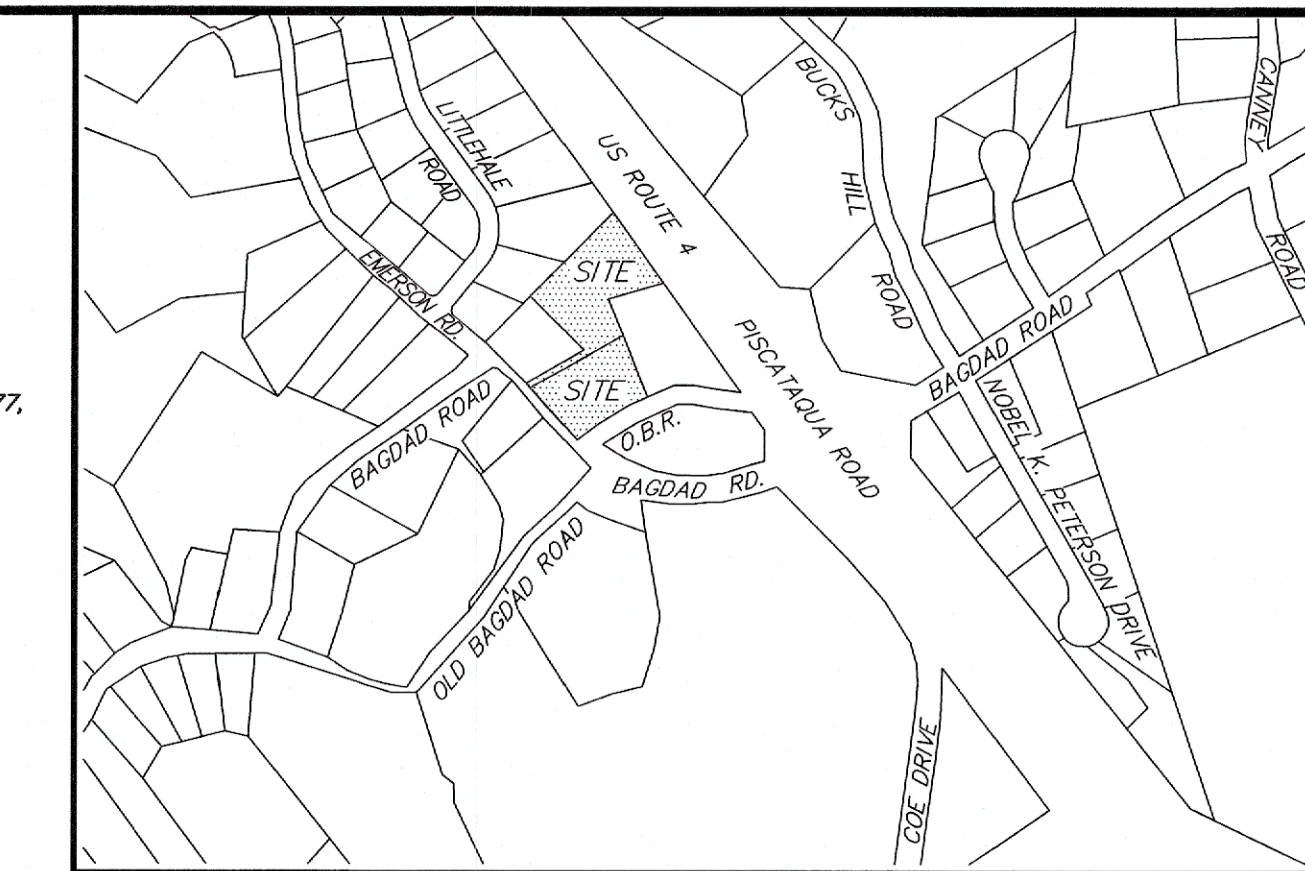 77,
BUCKS
HILL
ROAD
CANNEY
ROAD
LITTLEHALE
ROAD
US ROUTE 4
PISCATAQUA ROAD
EMERSON RD.
SITE
SITE
BAGDAD ROAD
O.B.R.
BAGDAD RD.
BAGDAD ROAD
NOBEL K. PETERSON DRIVE
OLD BAGDAD ROAD
COE DRIVE